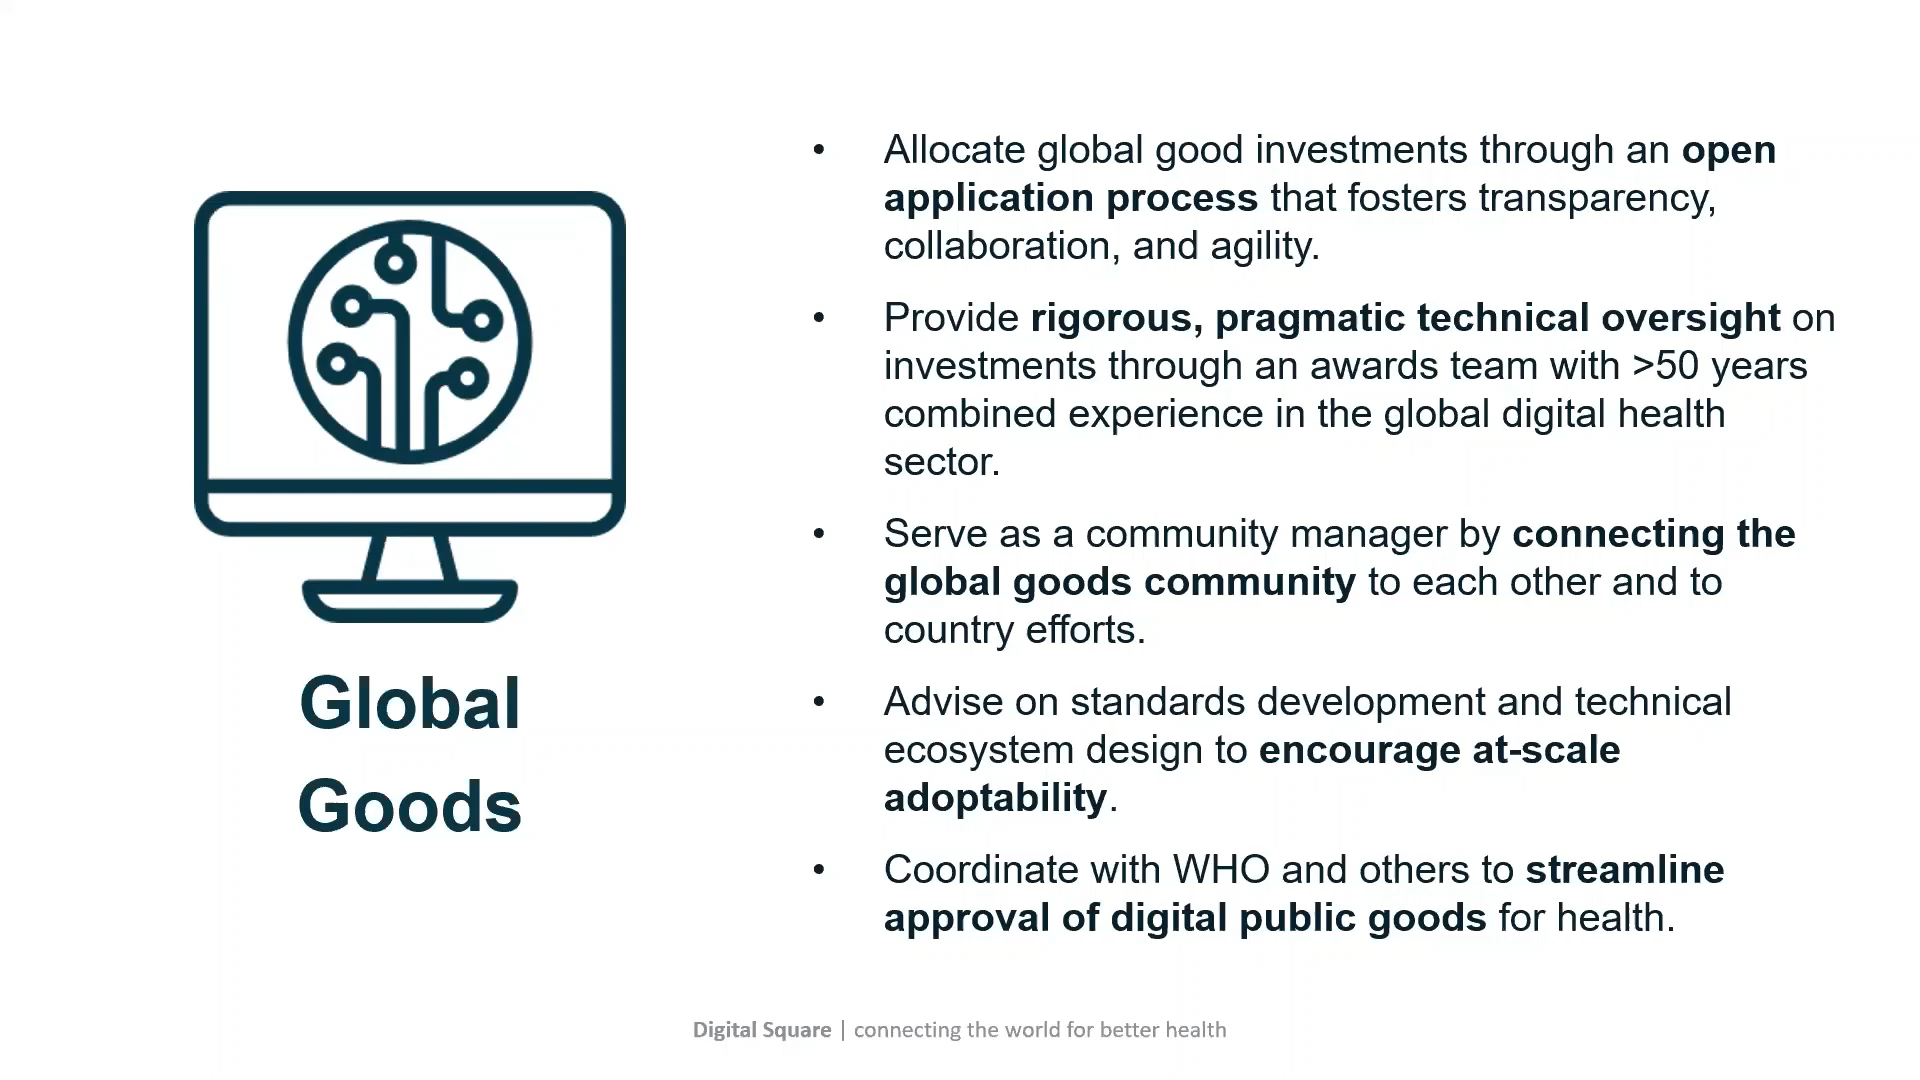 Global
Goods
• Allocate global good investments through an open
application process that fosters transparency,
collaboration, and agility.
• Provide rigorous, pragmatic technical oversight on
investments through an awards team with >50 years
combined experience in the global digital health
sector.
• Serve as a community manager by connecting the
global goods community to each other and to
country efforts.
• Advise on standards development and technical
ecosystem design to encourage at-scale
adoptability.
• Coordinate with WHO and others to streamline
approval of digital public goods for health.
Digital Square | connecting the world for better health